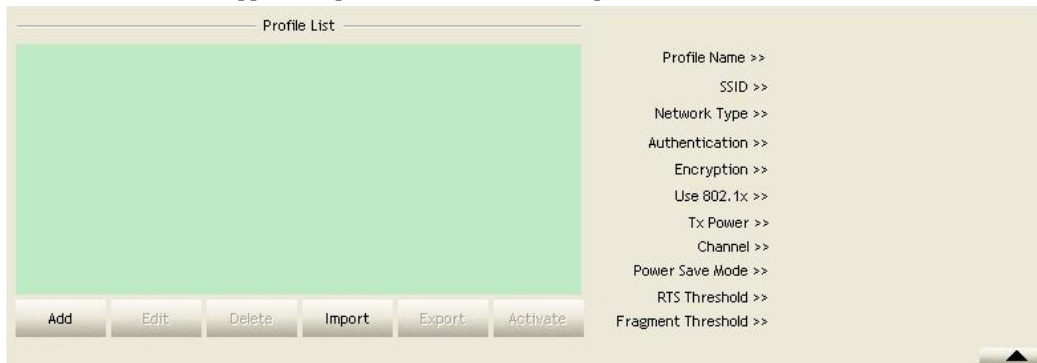 Profile List
Profile Name >>
SSID >>
Network Type >>
Authentication >>
Encryption >>
Use 802.1x >>
Tx Power >>
Channel >>
Power Save Mode >>
RTS Threshold >>
Fragment Threshold >>
Add Edit Delete Import Export Activate